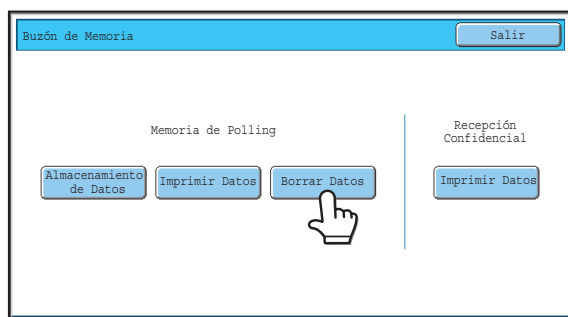 Buzón de Memoria
Salir
Memoria de Polling
Almacenamiento
de Datos
Imprimir Datos
Borrar Datos
Recepción
Confidencial
Imprimir Datos